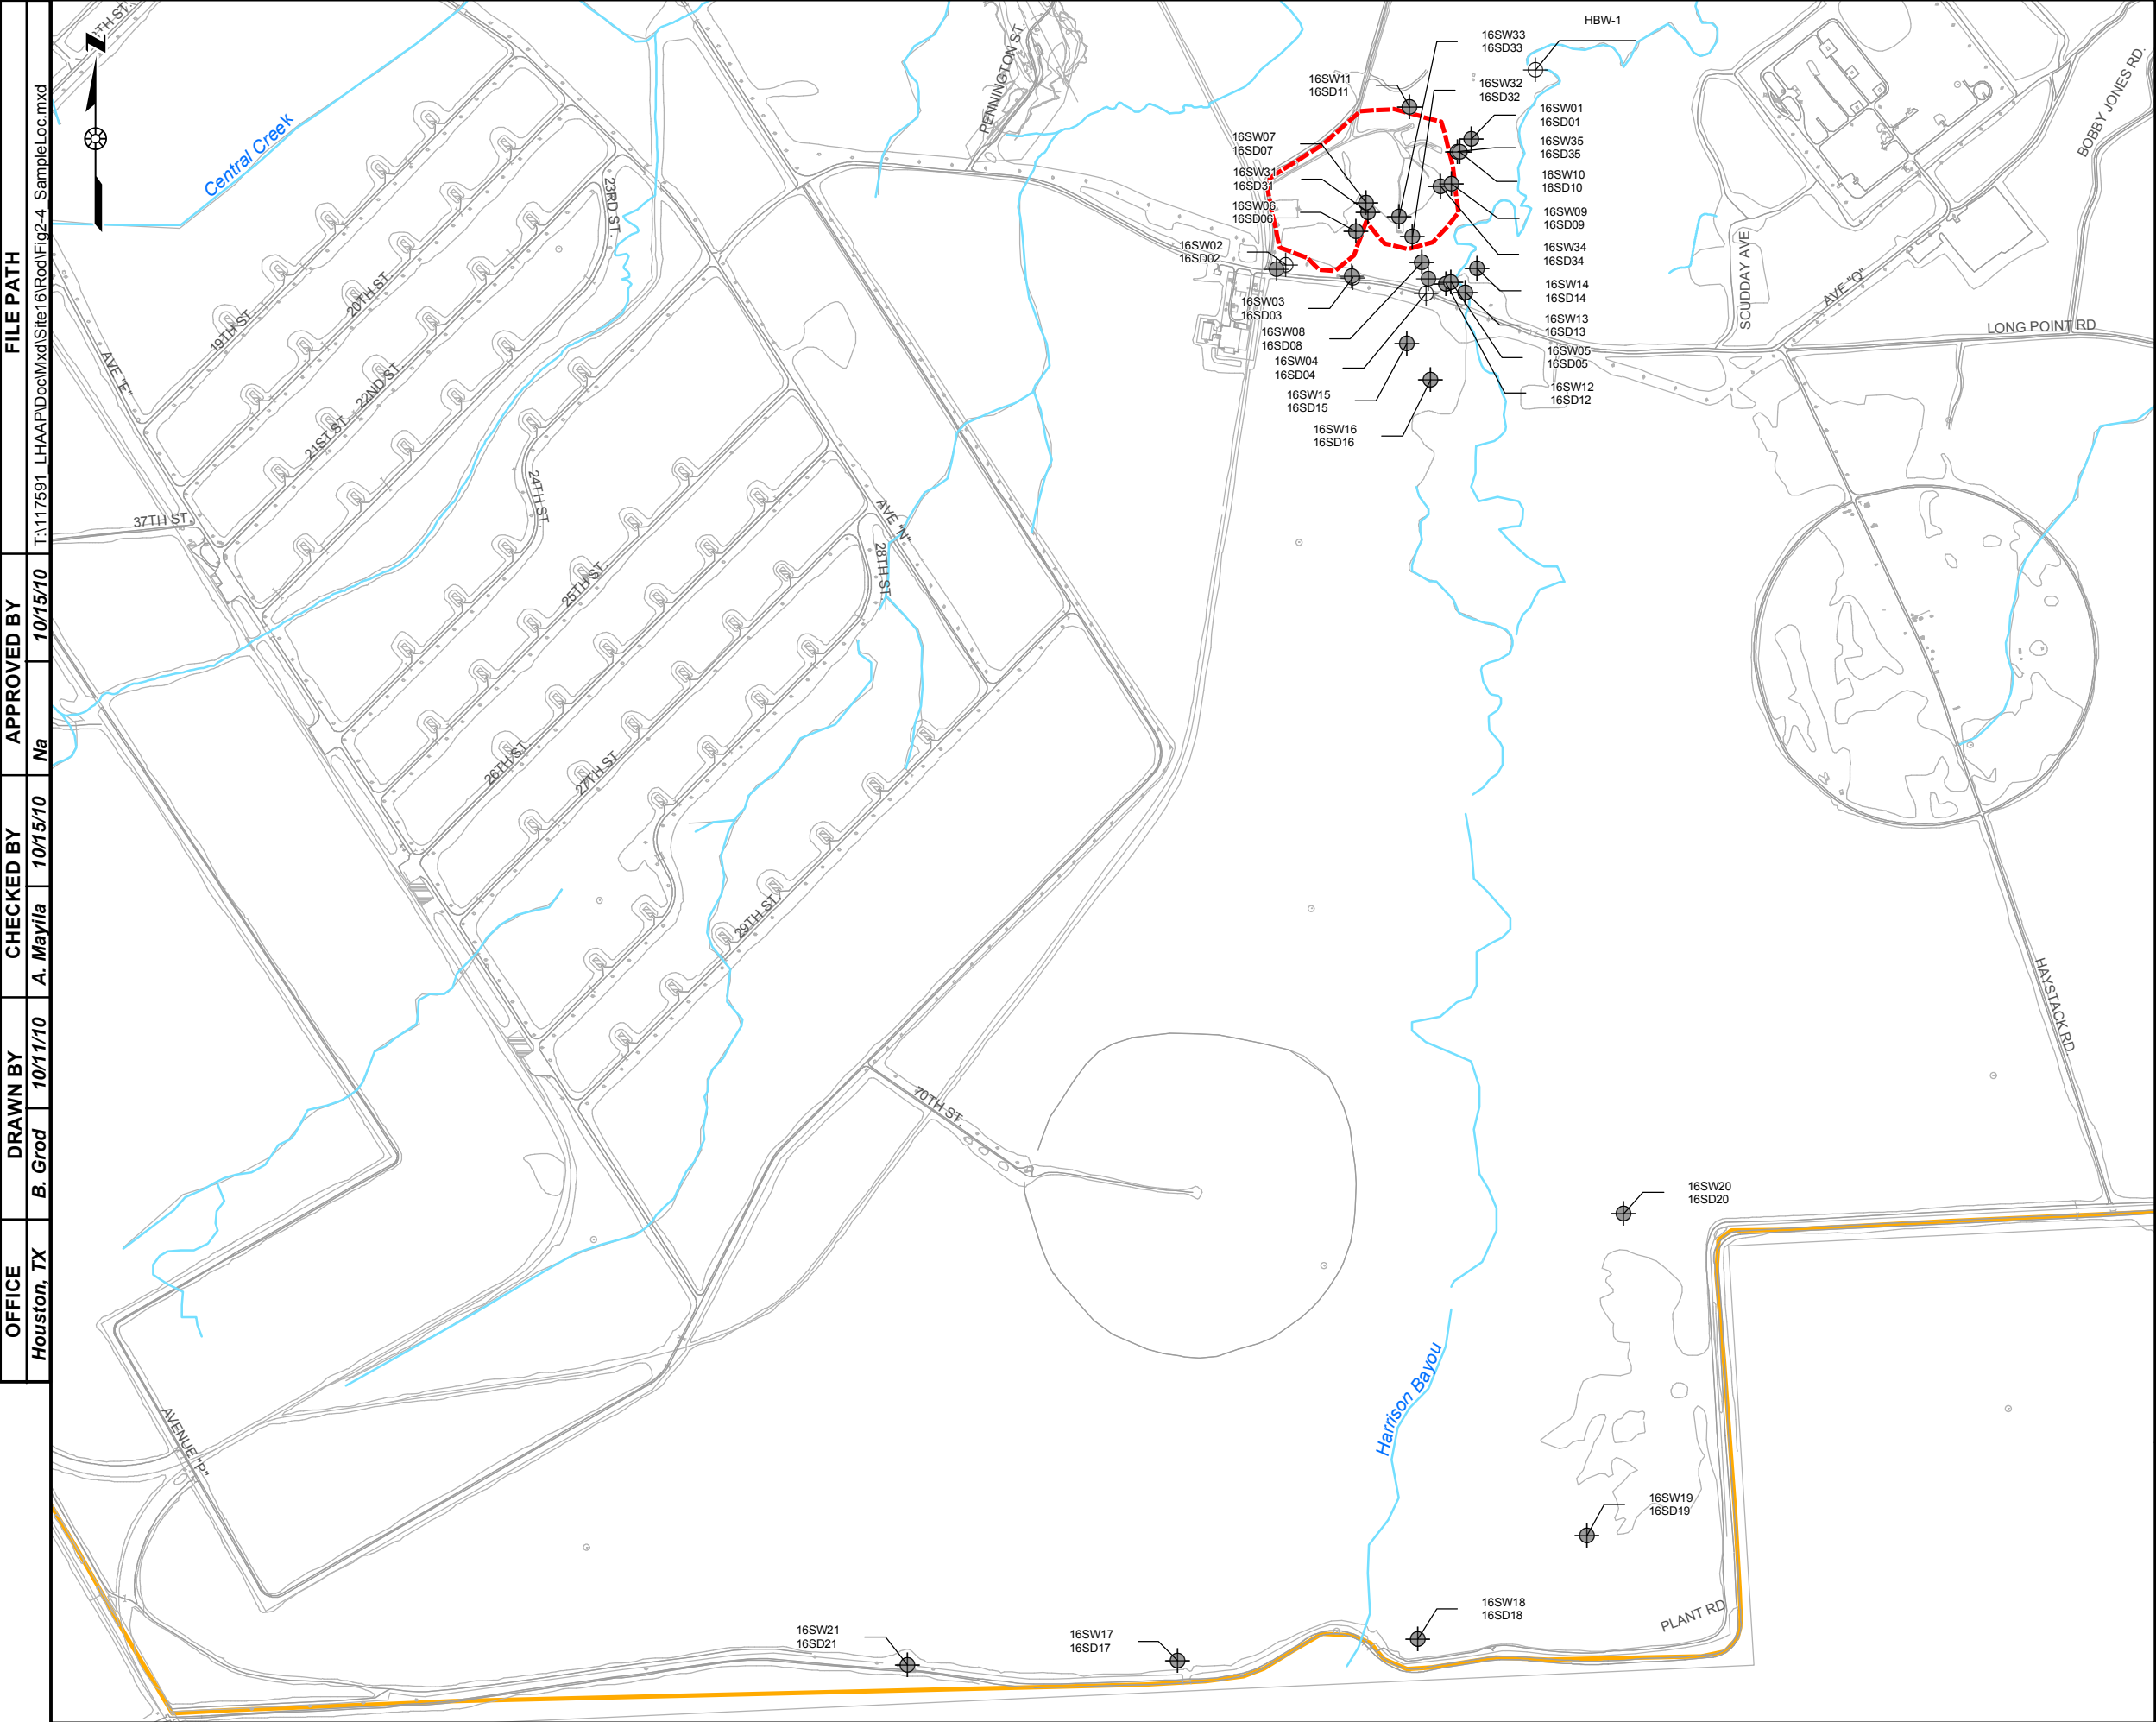 FILE PATH
T:\117591_LHAAP\Doc\Mxd\Site16\Rod\Fig2-4_SampleLoc.mxd
APPROVED BY
Na
10/15/10
CHECKED BY
A. Mayila
10/15/10
DRAWN BY
B. Grod
10/11/10
OFFICE
Houston, TX
N
Central Creek
PENNINGTON ST.
HBW-1
16SW33
16SD33
16SW11
16SD11
16SW32
16SD32
16SW01
16SD01
16SW07
16SD07
16SW35
16SD35
16SW31
16SD31
16SW10
16SD10
16SW06
16SD06
16SW09
16SD09
16SW02
16SD02
16SW34
16SD34
16SW14
16SD14
16SW03
16SD03
16SW13
16SD13
16SW08
16SD08
16SW05
16SD05
16SW04
16SD04
16SW12
16SD12
16SW15
16SD15
16SW16
16SD16
BOBBY JONES RD.
SCUDDAY AVE
AVE "Q"
LONG POINT RD
23RD ST.
19TH ST.
20TH ST.
AVE "E"
22ND ST.
21ST ST.
24TH ST.
37TH ST.
AVE "N"
28TH ST.
25TH ST.
26TH ST.
27TH ST.
29TH ST.
70TH ST.
HAYSTACK RD.
16SW20
16SD20
Harrison Bayou
AVENUE "P"
16SW19
16SD19
16SW18
16SD18
PLANT RD
16SW21
16SD21
16SW17
16SD17